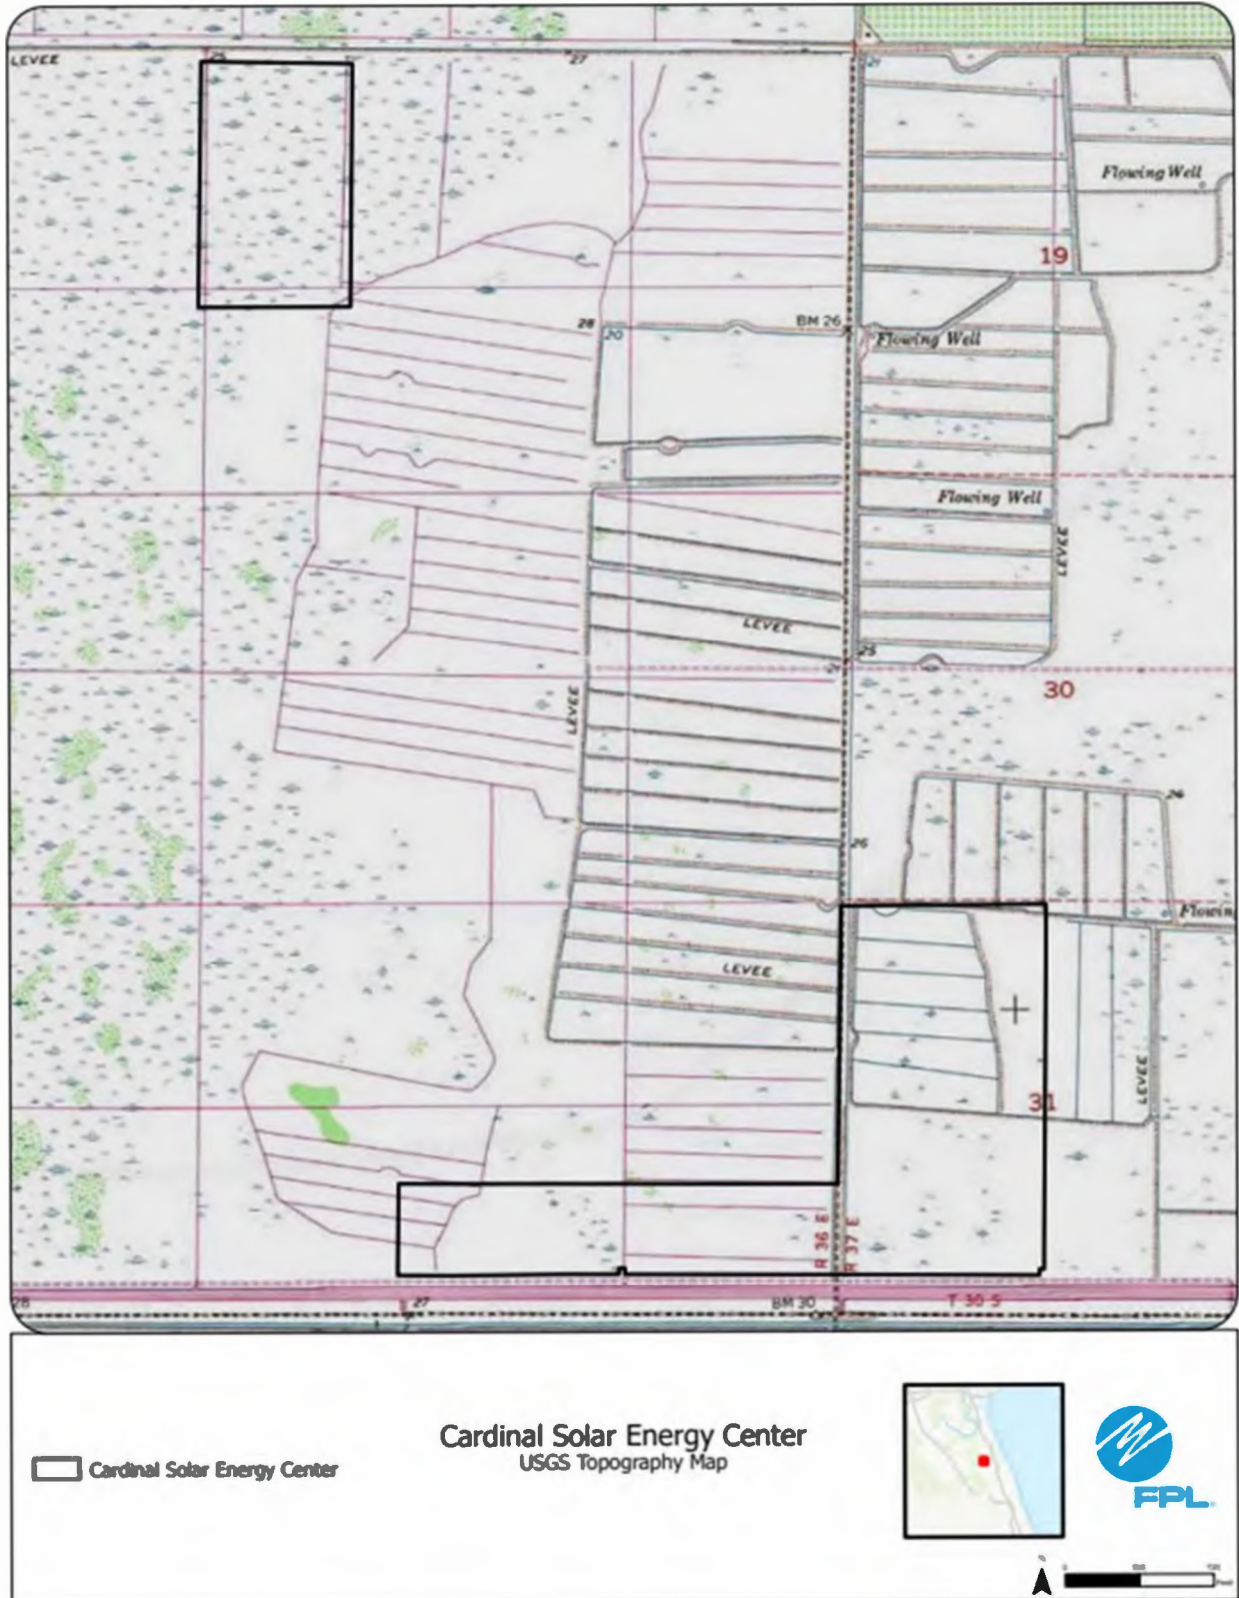 LEVEE
27
21
Flowing Well
19
28
20
BM 26
Flowing Well
Flowing Well
LEVEE
LEVEE
25
30
LEVEE
26
26
Flowin
LEVEE
LEVEE
31
R 36 E
R 37 E
28
27
BM 30
T 30 S
Cardinal Solar Energy Center
Cardinal Solar Energy Center
USGS Topography Map
FPL